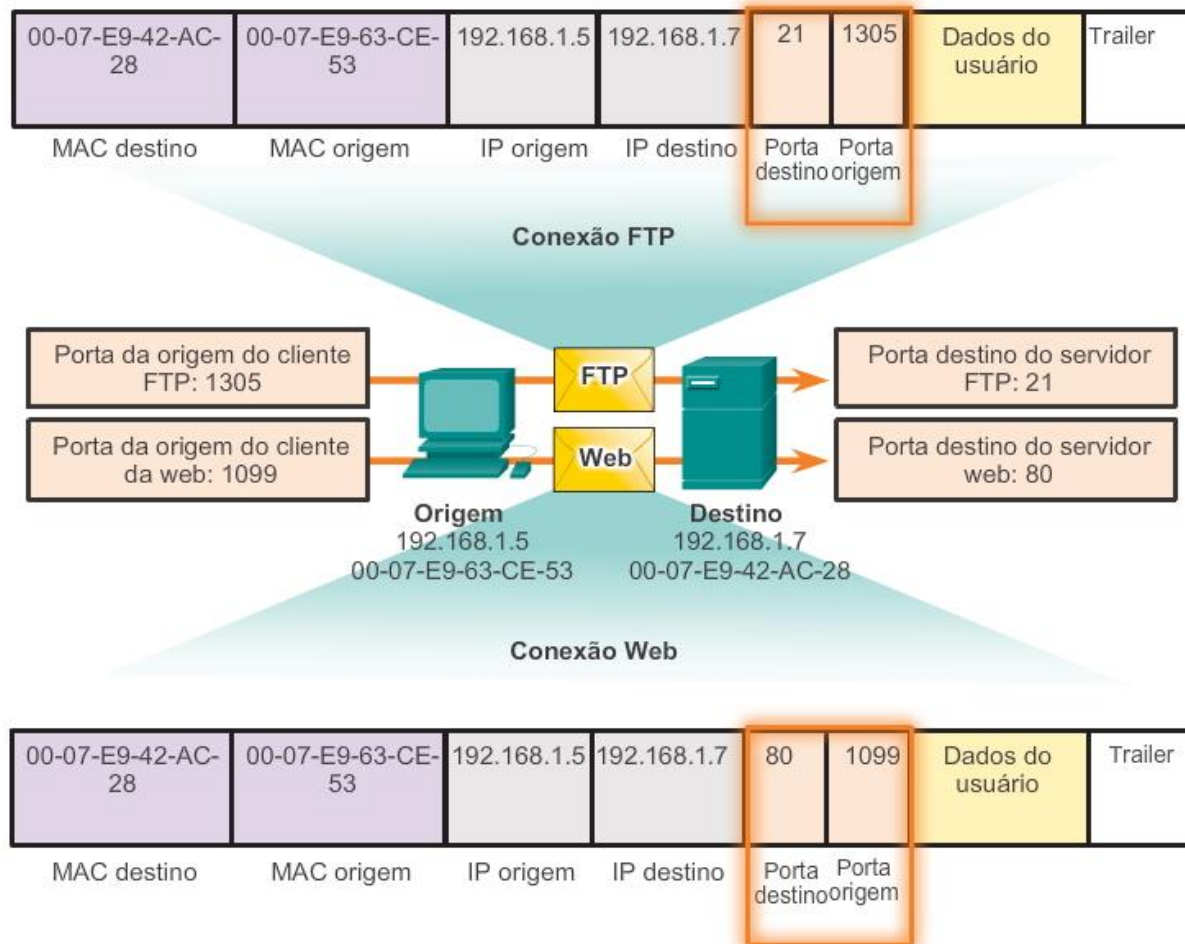 00-07-E9-42-AC-
28
00-07-E9-63-CE-
53
192.168.1.5
192.168.1.7
21
1305
Dados do
usuário
Trailer
MAC destino
MAC origem
IP origem
IP destino
Porta
destino
Porta
origem
Conexão FTP
Porta da origem do cliente
FTP: 1305
FTP
Porta destino do servidor
FTP: 21
Porta da origem do cliente
da web: 1099
Web
Porta destino do servidor
web: 80
Origem
192.168.1.5
00-07-E9-63-CE-53
Destino
192.168.1.7
00-07-E9-42-AC-28
Conexão Web
00-07-E9-42-AC-
28
00-07-E9-63-CE-
53
192.168.1.5
192.168.1.7
80
1099
Dados do
usuário
Trailer
MAC destino
MAC origem
IP origem
IP destino
Porta
destino
Porta
origem